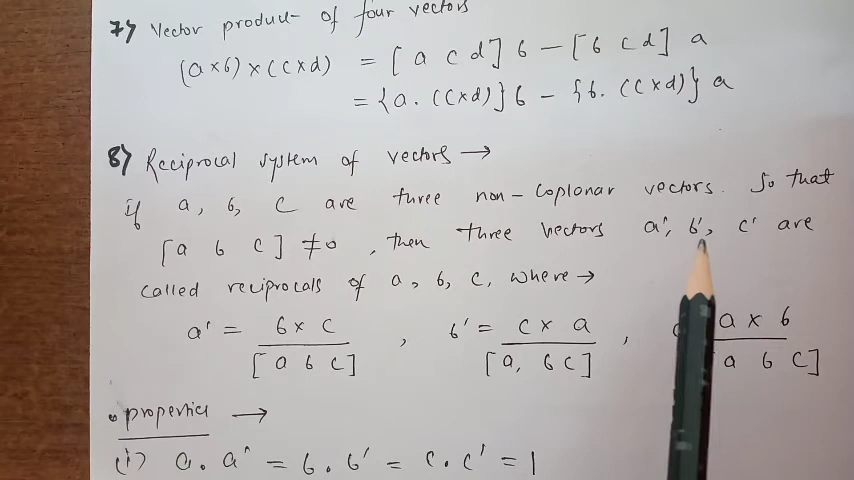 7) Vector product of four vectors
(a×b)×(c×d) = [a c d] b − [b c d] a
= {a.(c×d)} b − {b.(c×d)} a
8) Reciprocal system of vectors →
if a, b, c are three non-coplanar vectors. So that
[a b c] ≠ 0, then three vectors a', b', c' are
called reciprocals of a, b, c, where →
a' = b × c / [a b c] , b' = c × a / [a, b c] , a × b / a b c]
properties →
(i) a.a' = b.b' = c.c' = 1